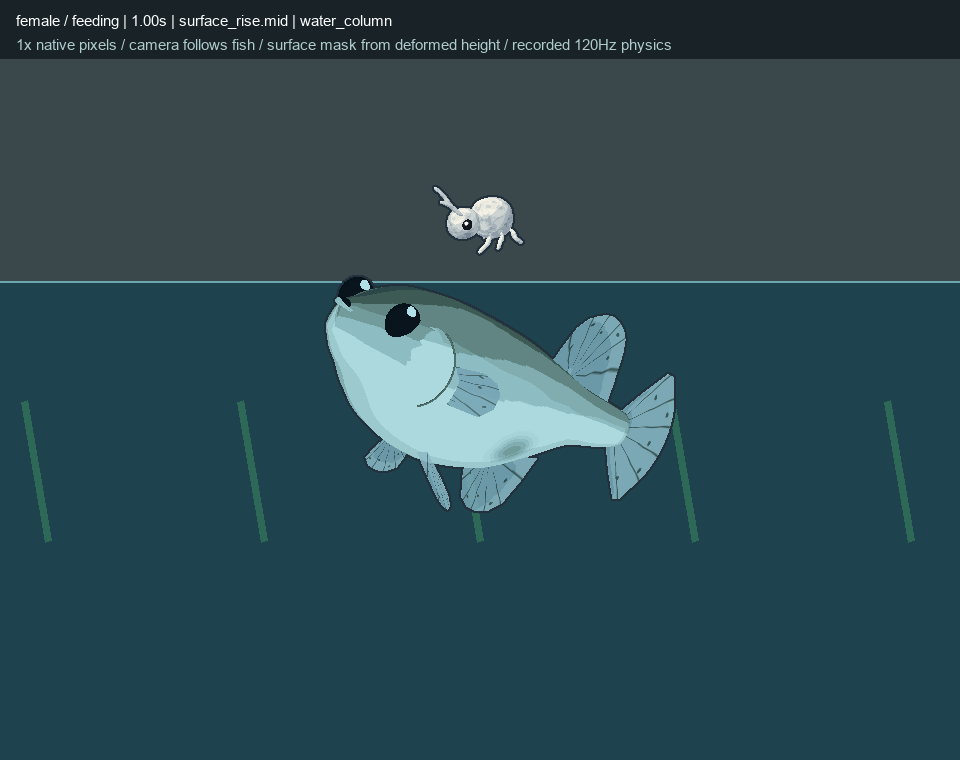 female / feeding | 1.00s | surface_rise.mid | water_column
1x native pixels / camera follows fish / surface mask from deformed height / recorded 120Hz physics